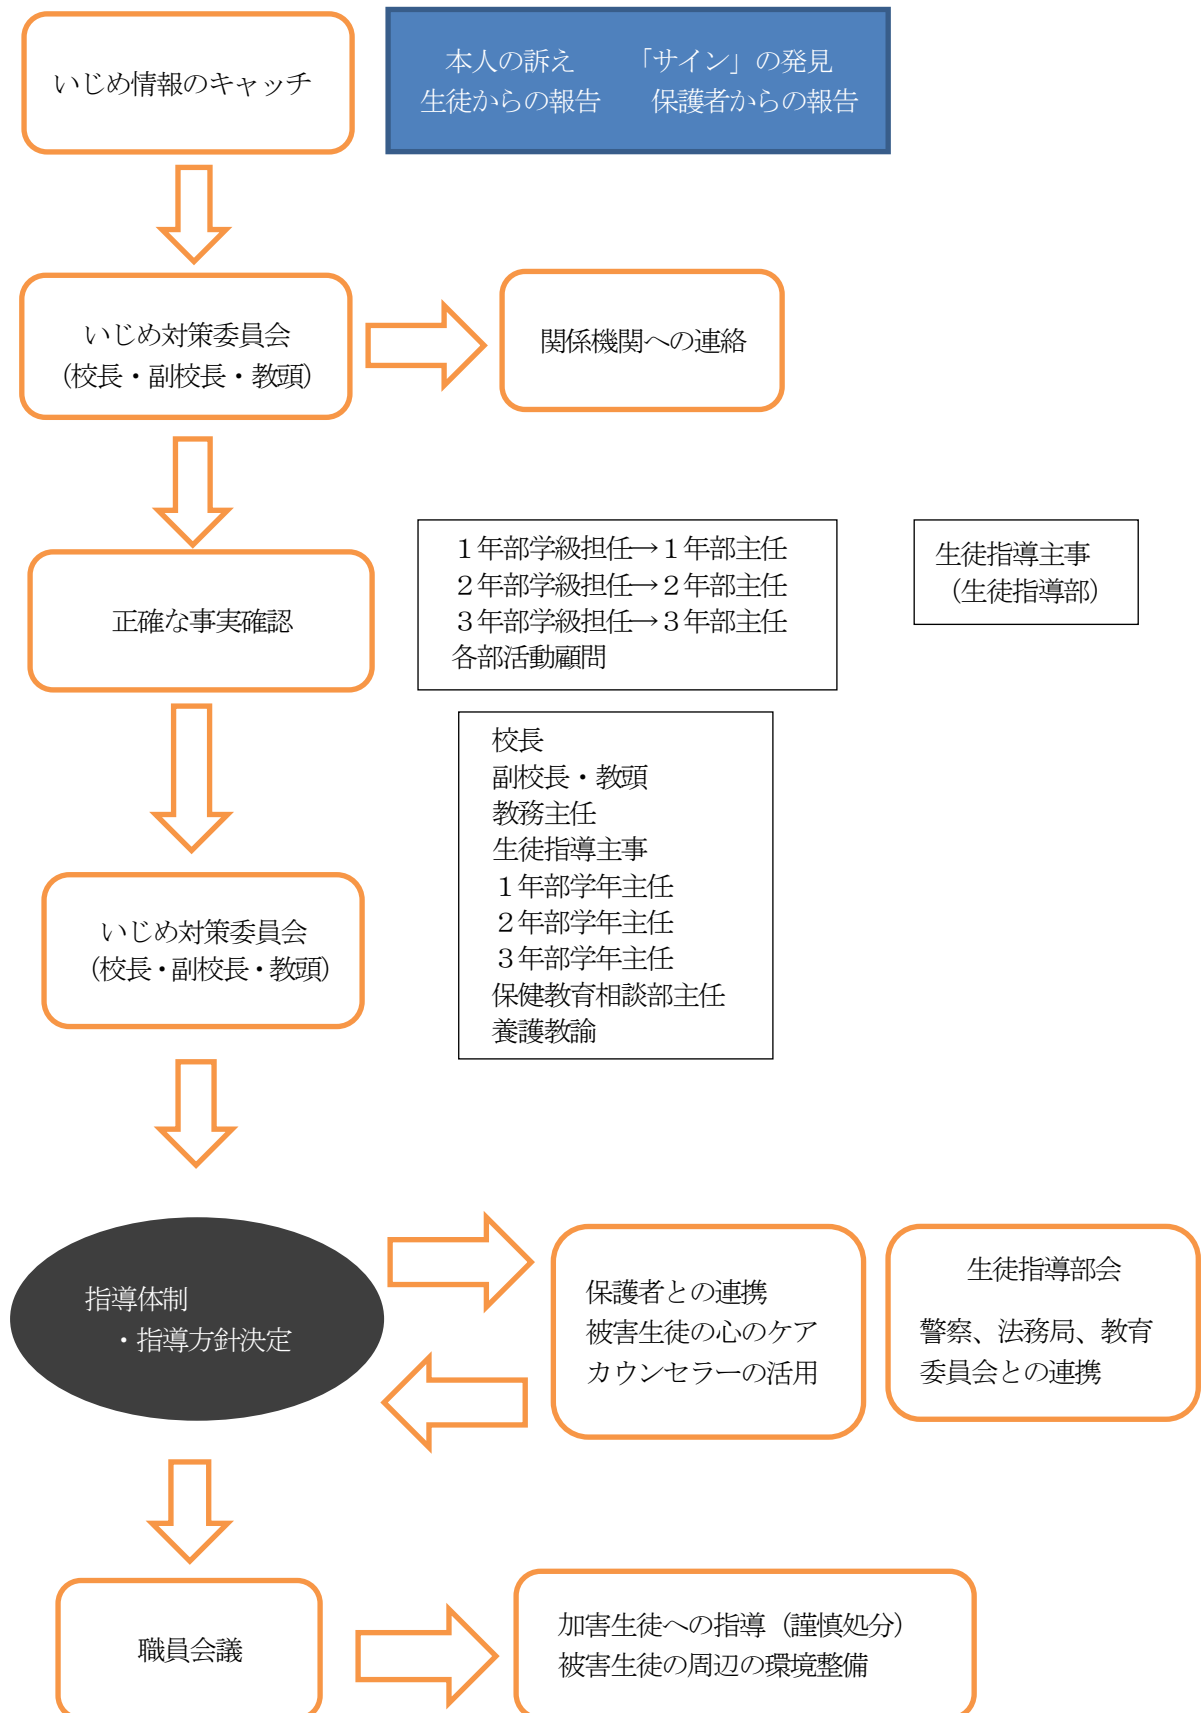 いじめ情報のキャッチ
本人の訴え　　「サイン」の発見
生徒からの報告　　保護者からの報告
いじめ対策委員会
（校長・副校長・教頭）
関係機関への連絡
正確な事実確認
１年部学級担任→１年部主任
２年部学級担任→２年部主任
３年部学級担任→３年部主任
各部活動顧問
生徒指導主事
（生徒指導部）
校長
副校長・教頭
教務主任
生徒指導主事
１年部学年主任
２年部学年主任
３年部学年主任
保健教育相談部主任
養護教諭
いじめ対策委員会
（校長・副校長・教頭）
指導体制
・指導方針決定
保護者との連携
被害生徒の心のケア
カウンセラーの活用
生徒指導部会
警察、法務局、教育
委員会との連携
職員会議
加害生徒への指導（謹慎処分）
被害生徒の周辺の環境整備